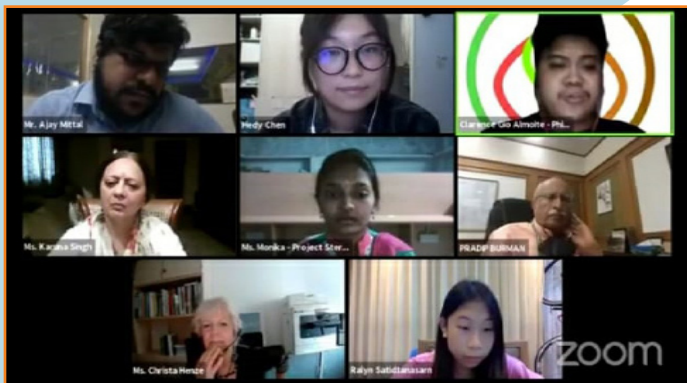 Mr. Ajay Mittal
Hedy Chen
Clarence Gio Almoite - Phi...
Ms. Karuna Singh
Ms. Monika - Project Ster...
PRADIP BURMAN
Ms. Christa Henze
Ralyn Satidtanasarn
zoom